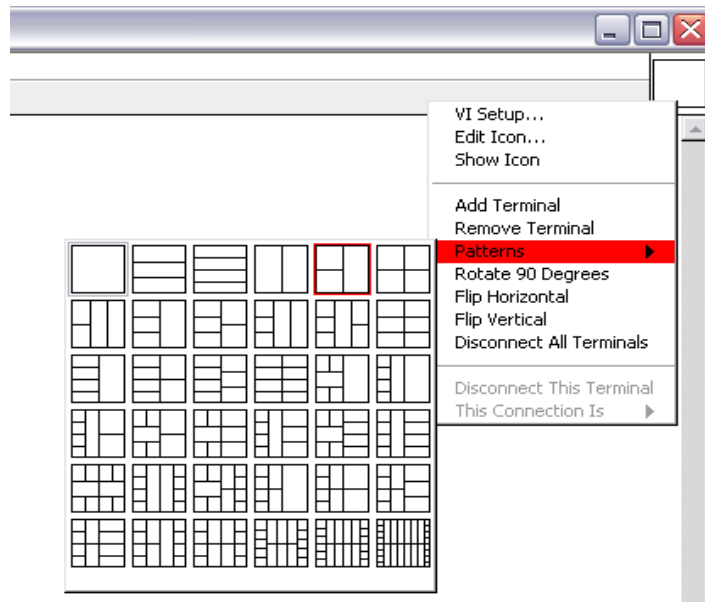 VI Setup...
Edit Icon...
Show Icon
Add Terminal
Remove Terminal
Patterns
Rotate 90 Degrees
Flip Horizontal
Flip Vertical
Disconnect All Terminals
Disconnect This Terminal
This Connection Is